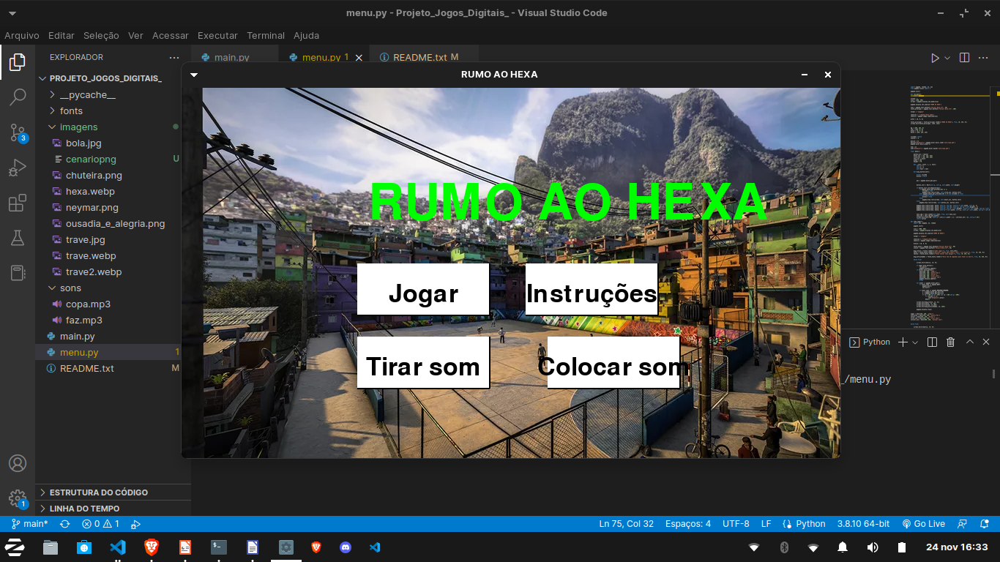 menu.py - Projeto_Jogos_Digitais_ - Visual Studio Code
Arquivo Editar Seleção Ver Acessar Executar Terminal Ajuda
EXPLORADOR
main.py
menu.py 1
README.txt M
PROJETO_JOGOS_DIGITAIS_
__pycache__
fonts
imagens
bola.jpg
cenariopng U
chuteira.png
hexa.webp
neymar.png
ousadia_e_alegria.png
trave.jpg
trave.webp
trave2.webp
sons
copa.mp3
faz.mp3
main.py
menu.py 1
README.txt M
ESTRUTURA DO CÓDIGO
LINHA DO TEMPO
3
1
RUMO AO HEXA
RUMO AO HEXA
Jogar
Instruções
Tirar som
Colocar som
Python
_/menu.py
main* 0 1
Ln 75, Col 32 Espaços: 4 UTF-8 LF Python 3.8.10 64-bit Go Live
24 nov 16:33